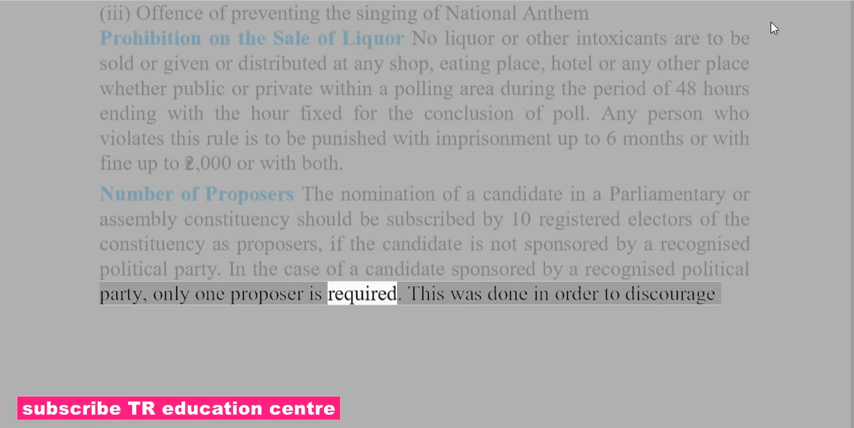 (iii) Offence of preventing the singing of National Anthem
Prohibition on the Sale of Liquor No liquor or other intoxicants are to be
sold or given or distributed at any shop, eating place, hotel or any other place
whether public or private within a polling area during the period of 48 hours
ending with the hour fixed for the conclusion of poll. Any person who
violates this rule is to be punished with imprisonment up to 6 months or with
fine up to ₹2,000 or with both.
Number of Proposers The nomination of a candidate in a Parliamentary or
assembly constituency should be subscribed by 10 registered electors of the
constituency as proposers, if the candidate is not sponsored by a recognised
political party. In the case of a candidate sponsored by a recognised political
party, only one proposer is required. This was done in order to discourage
subscribe TR education centre